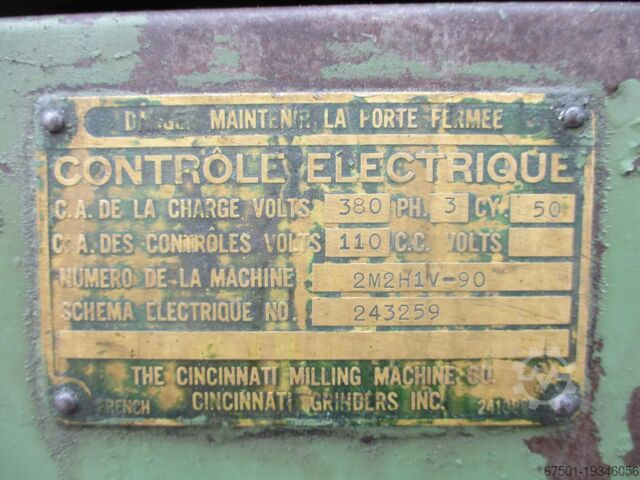 DANGER MAINTENIR LA PORTE FERMEE
CONTRÔLE ELECTRIQUE
C.A. DE LA CHARGE VOLTS 380 PH. 3 CY. 50
C.A. DES CONTRÔLES VOLTS 110 C.C. VOLTS
NUMERO DE LA MACHINE 2M2H1V-90
SCHEMA ELECTRIQUE NO. 243259
THE CINCINNATI MILLING MACHINE CO.
FRENCH CINCINNATI GRINDERS INC.
67501-19346056